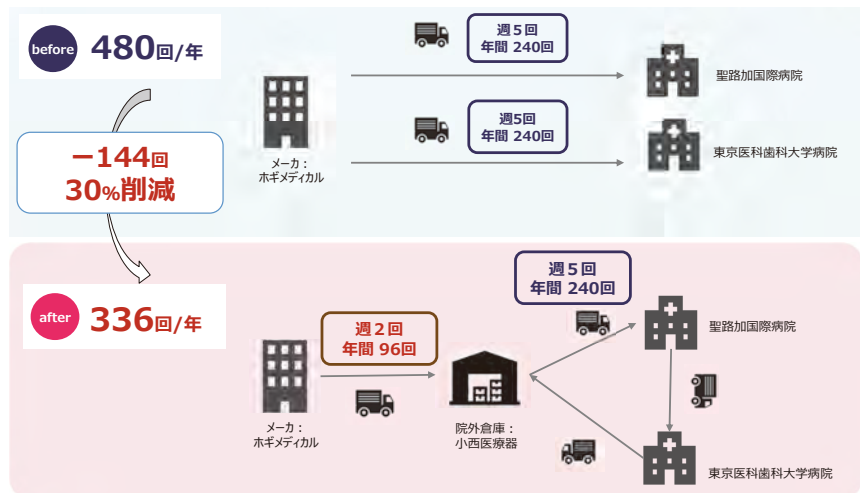 before
480回/年
週５回
年間 240回
聖路加国際病院
週5回
年間 240回
東京医科歯科大学病院
メーカ：
ホギメディカル
－144回
30%削減
after
336回/年
週５回
年間 240回
聖路加国際病院
週２回
年間 96回
メーカ：
ホギメディカル
院外倉庫：
小西医療器
東京医科歯科大学病院